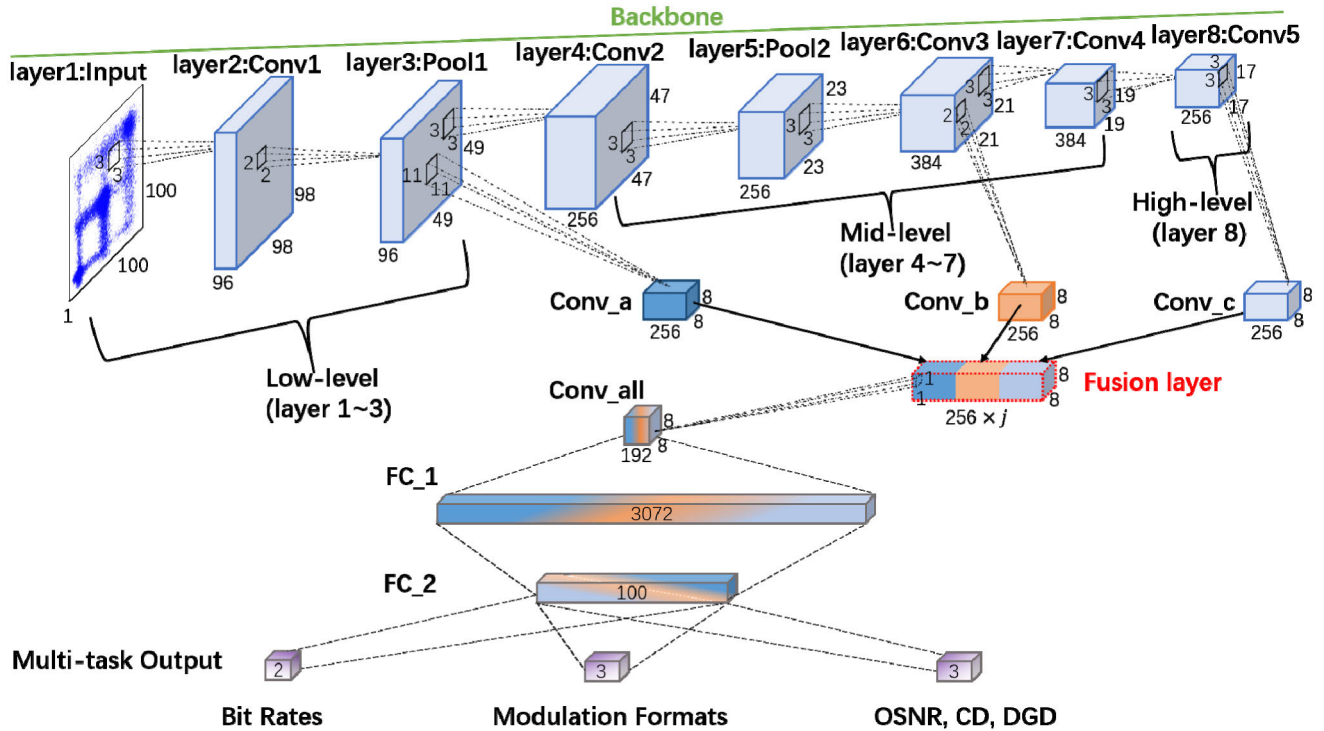 Backbone
layer1:Input
layer2:Conv1
layer3:Pool1
layer4:Conv2
layer5:Pool2
layer6:Conv3
layer7:Conv4
layer8:Conv5
3
3
100
100
1
2
2
98
98
96
3
3
49
11
11
49
96
3
3
47
47
256
3
3
23
23
256
3
3
21
2
2
21
384
3
3
19
19
384
3
3
17
17
256
Low-level
(layer 1~3)
Mid-level
(layer 4~7)
High-level
(layer 8)
Conv_a
8
8
256
Conv_b
8
8
256
Conv_c
8
8
256
1
1
8
8
256 × j
Fusion layer
Conv_all
8
8
192
FC_1
3072
FC_2
100
Multi-task Output
2
3
3
Bit Rates
Modulation Formats
OSNR, CD, DGD